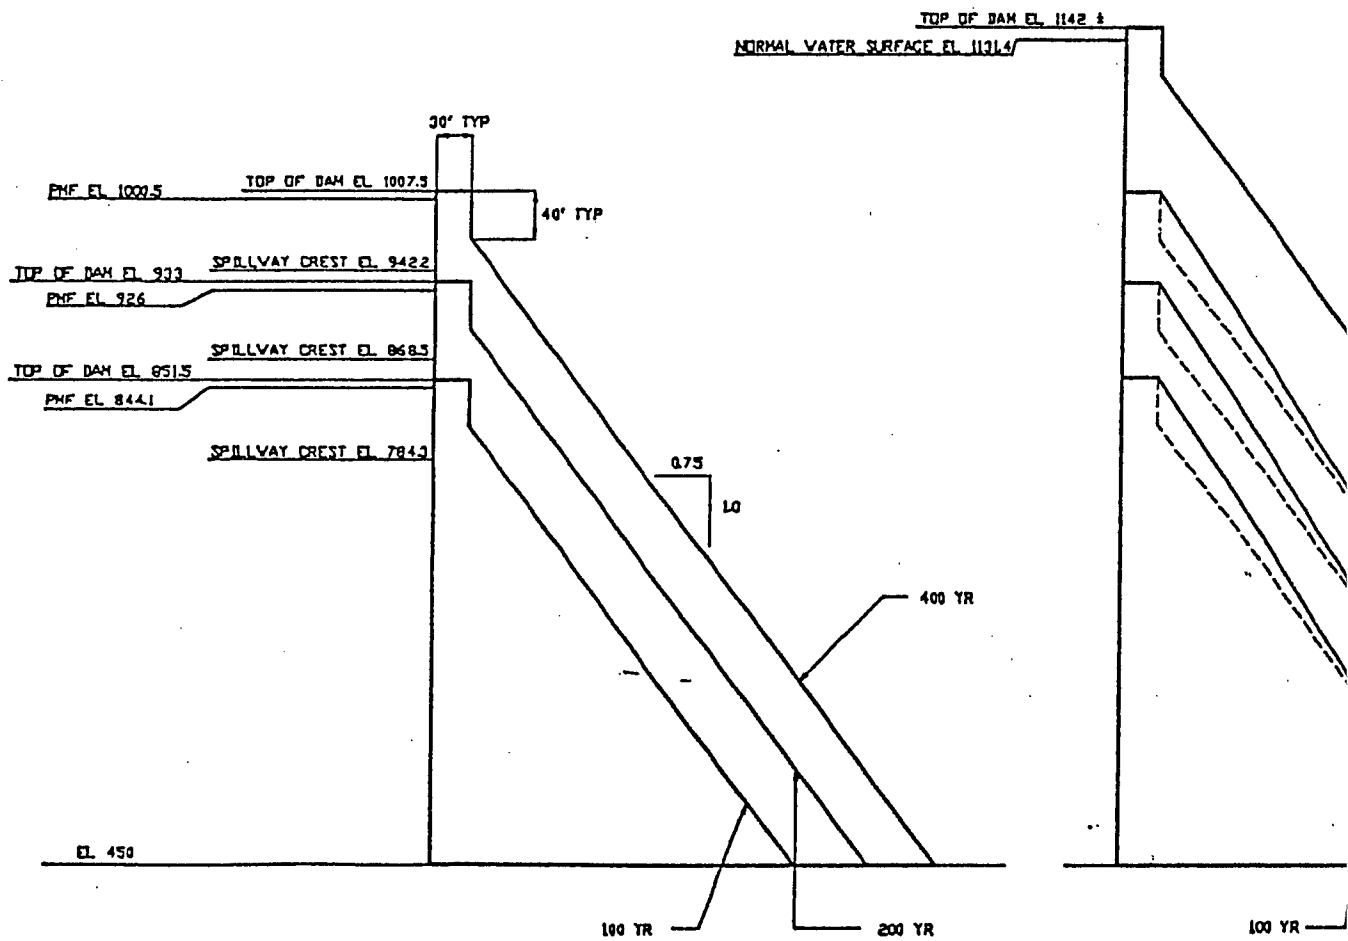 TOP OF DAM EL 1142 ±
NORMAL WATER SURFACE EL 1131.4
30' TYP
PMF EL 1000.5
TOP OF DAM EL 1007.5
40' TYP
SPILLWAY CREST EL 942.2
TOP OF DAM EL 933
PMF EL 926
SPILLWAY CREST EL 868.5
TOP OF DAM EL 851.5
PMF EL 844.1
SPILLWAY CREST EL 784.3
0.75
1.0
400 YR
EL 450
100 YR
200 YR
100 YR